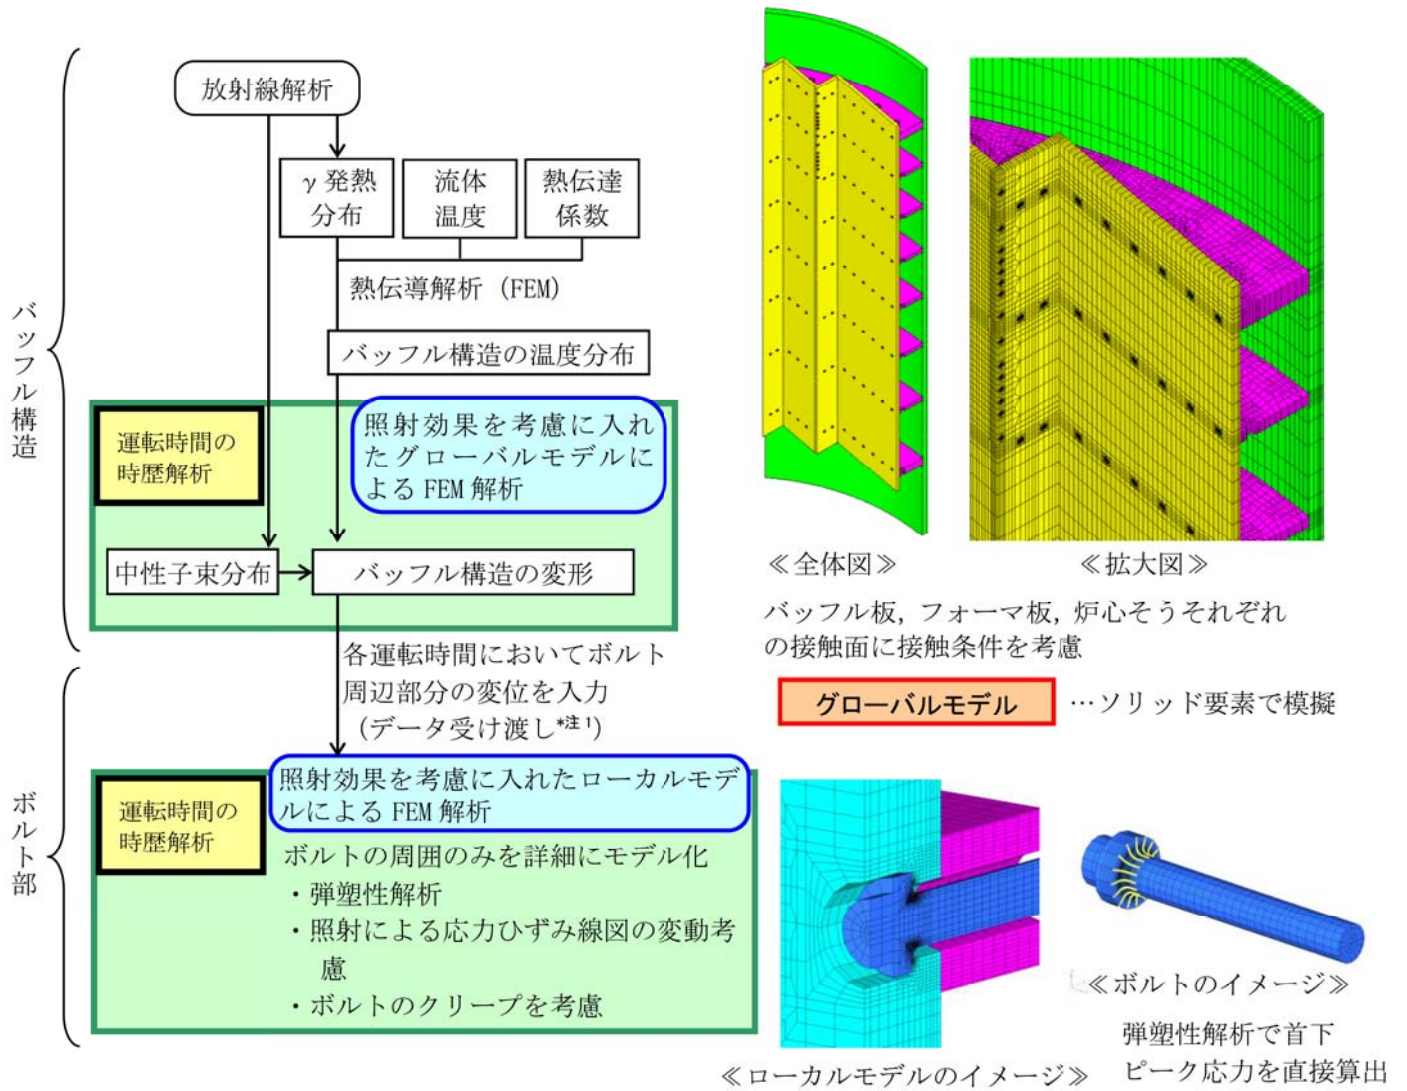 バッフル構造
放射線解析
γ発熱
分布
流体
温度
熱伝達
係数
熱伝導解析 (FEM)
バッフル構造の温度分布
運転時間の
時歴解析
照射効果を考慮に入れ
たグローバルモデルに
よる FEM 解析
中性子束分布
バッフル構造の変形
各運転時間においてボルト
周辺部分の変位を入力
(データ受け渡し*注1)
ボルト部
運転時間の
時歴解析
照射効果を考慮に入れたローカルモデ
ルによる FEM 解析
ボルトの周囲のみを詳細にモデル化
・弾塑性解析
・照射による応力ひずみ線図の変動考
慮
・ボルトのクリープを考慮
≪全体図≫
≪拡大図≫
バッフル板, フォーマ板, 炉心そうそれぞれ
の接触面に接触条件を考慮
グローバルモデル
…ソリッド要素で模擬
≪ローカルモデルのイメージ≫
≪ボルトのイメージ≫
弾塑性解析で首下
ピーク応力を直接算出